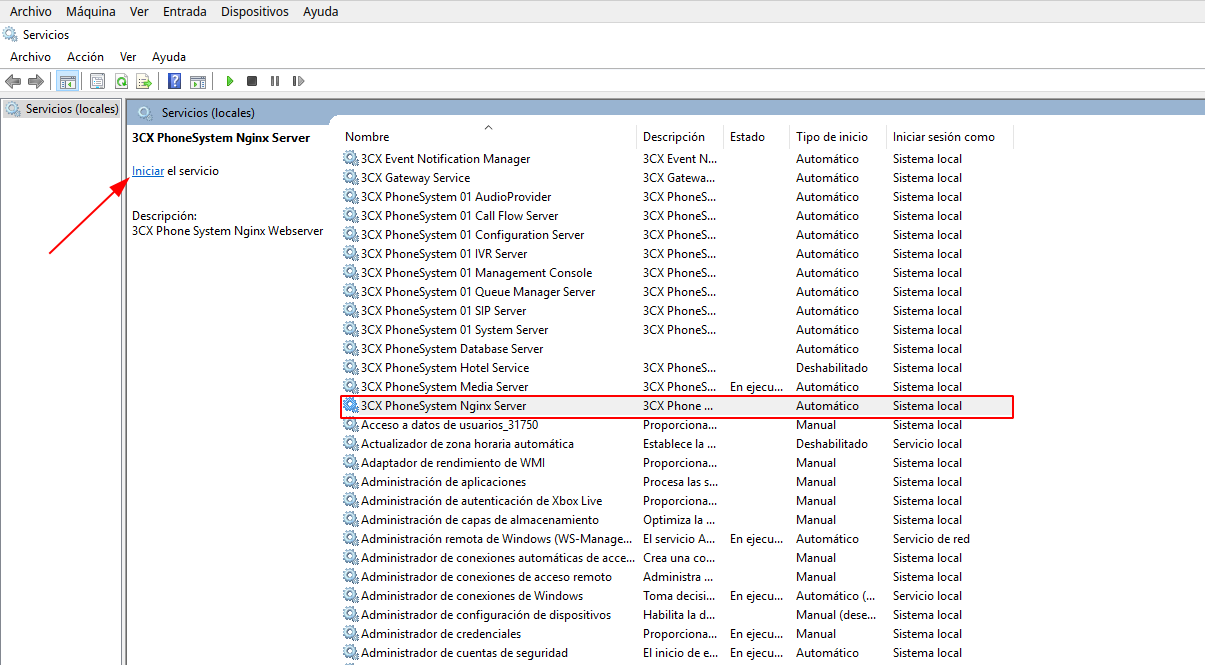 Archivo Máquina Ver Entrada Dispositivos Ayuda
Servicios
Archivo Acción Ver Ayuda
Servicios (locales)
Servicios (locales)
3CX PhoneSystem Nginx Server
Iniciar el servicio
Descripción:
3CX Phone System Nginx Webserver
Nombre Descripción Estado Tipo de inicio Iniciar sesión como
3CX Event Notification Manager 3CX Event N... Automático Sistema local
3CX Gateway Service 3CX Gatewa... Automático Sistema local
3CX PhoneSystem 01 AudioProvider 3CX PhoneS... Automático Sistema local
3CX PhoneSystem 01 Call Flow Server 3CX PhoneS... Automático Sistema local
3CX PhoneSystem 01 Configuration Server 3CX PhoneS... Automático Sistema local
3CX PhoneSystem 01 IVR Server 3CX PhoneS... Automático Sistema local
3CX PhoneSystem 01 Management Console 3CX PhoneS... Automático Sistema local
3CX PhoneSystem 01 Queue Manager Server 3CX PhoneS... Automático Sistema local
3CX PhoneSystem 01 SIP Server 3CX PhoneS... Automático Sistema local
3CX PhoneSystem 01 System Server 3CX PhoneS... Automático Sistema local
3CX PhoneSystem Database Server Automático Sistema local
3CX PhoneSystem Hotel Service 3CX PhoneS... Deshabilitado Sistema local
3CX PhoneSystem Media Server 3CX PhoneS... En ejecu... Automático Sistema local
3CX PhoneSystem Nginx Server 3CX Phone ... Automático Sistema local
Acceso a datos de usuarios_31750 Proporciona... Manual Sistema local
Actualizador de zona horaria automática Establece la ... Deshabilitado Servicio local
Adaptador de rendimiento de WMI Proporciona... Manual Sistema local
Administración de aplicaciones Procesa las s... Manual Sistema local
Administración de autenticación de Xbox Live Proporciona... Manual Sistema local
Administración de capas de almacenamiento Optimiza la ... Manual Sistema local
Administración remota de Windows (WS-Manage... El servicio A... En ejecu... Automático Servicio de red
Administrador de conexiones automáticas de acce... Crea una co... Manual Sistema local
Administrador de conexiones de acceso remoto Administra ... Manual Sistema local
Administrador de conexiones de Windows Toma decisi... En ejecu... Automático (... Servicio local
Administrador de configuración de dispositivos Habilita la d... Manual (dese... Sistema local
Administrador de credenciales Proporciona... En ejecu... Manual Sistema local
Administrador de cuentas de seguridad El inicio de e... En ejecu... Automático Sistema local